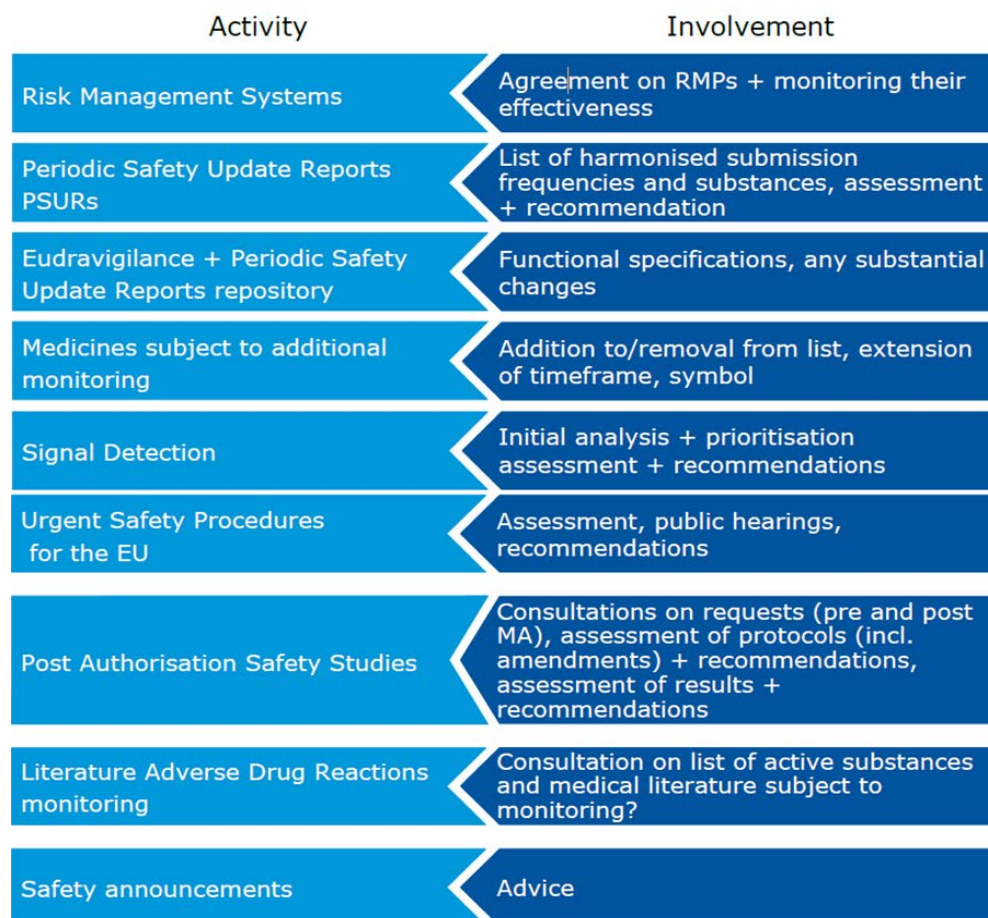 Activity
Involvement
Risk Management Systems
Agreement on RMPs + monitoring their
effectiveness
Periodic Safety Update Reports
PSURs
List of harmonised submission
frequencies and substances, assessment
+ recommendation
Eudravigilance + Periodic Safety
Update Reports repository
Functional specifications, any substantial
changes
Medicines subject to additional
monitoring
Addition to/removal from list, extension
of timeframe, symbol
Signal Detection
Initial analysis + prioritisation
assessment + recommendations
Urgent Safety Procedures
for the EU
Assessment, public hearings,
recommendations
Post Authorisation Safety Studies
Consultations on requests (pre and post
MA), assessment of protocols (incl.
amendments) + recommendations,
assessment of results +
recommendations
Literature Adverse Drug Reactions
monitoring
Consultation on list of active substances
and medical literature subject to
monitoring?
Safety announcements
Advice